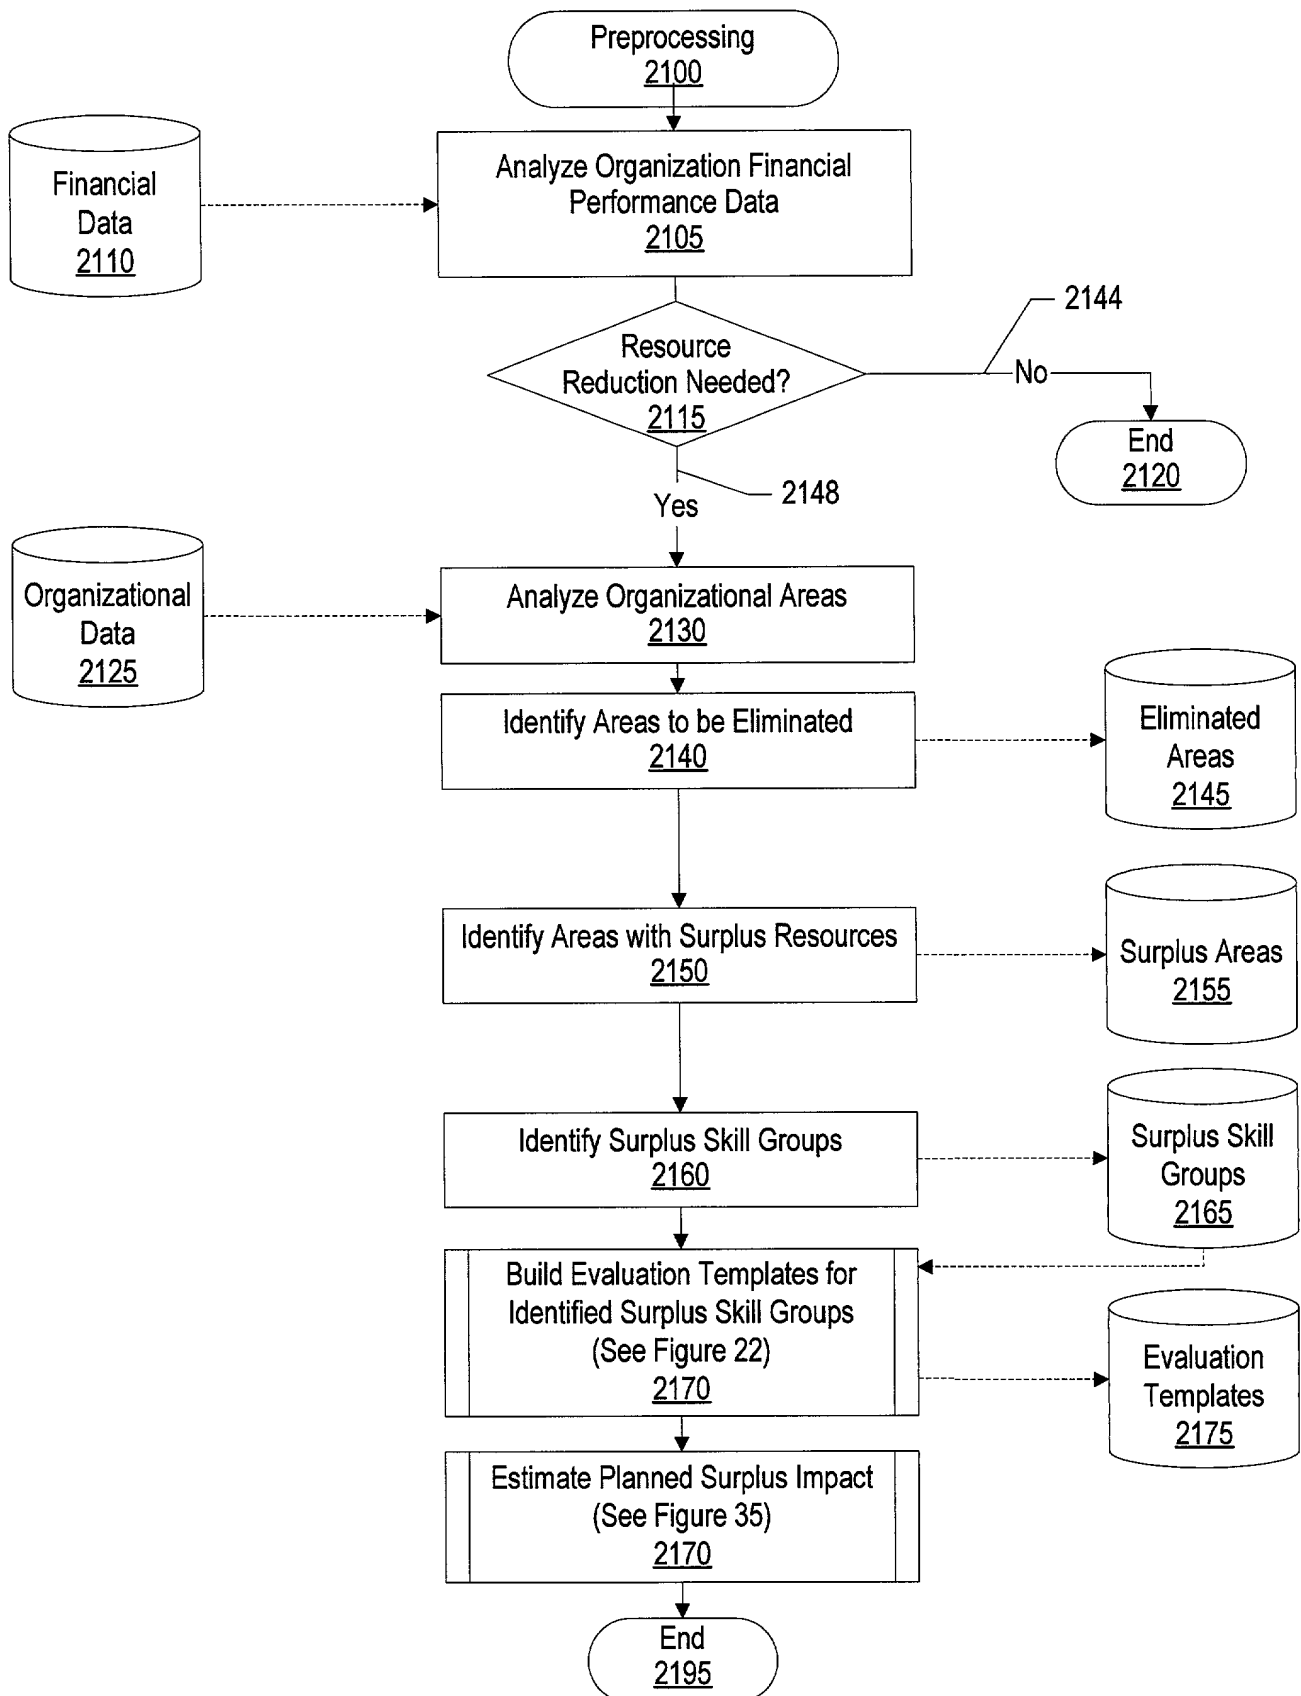 Preprocessing
2100
Financial
Data
2110
Analyze Organization Financial
Performance Data
2105
2144
Resource
Reduction Needed?
2115
No
End
2120
2148
Yes
Organizational
Data
2125
Analyze Organizational Areas
2130
Identify Areas to be Eliminated
2140
Eliminated
Areas
2145
Identify Areas with Surplus Resources
2150
Surplus Areas
2155
Identify Surplus Skill Groups
2160
Surplus Skill
Groups
2165
Build Evaluation Templates for
Identified Surplus Skill Groups
(See Figure 22)
2170
Evaluation
Templates
2175
Estimate Planned Surplus Impact
(See Figure 35)
2170
End
2195